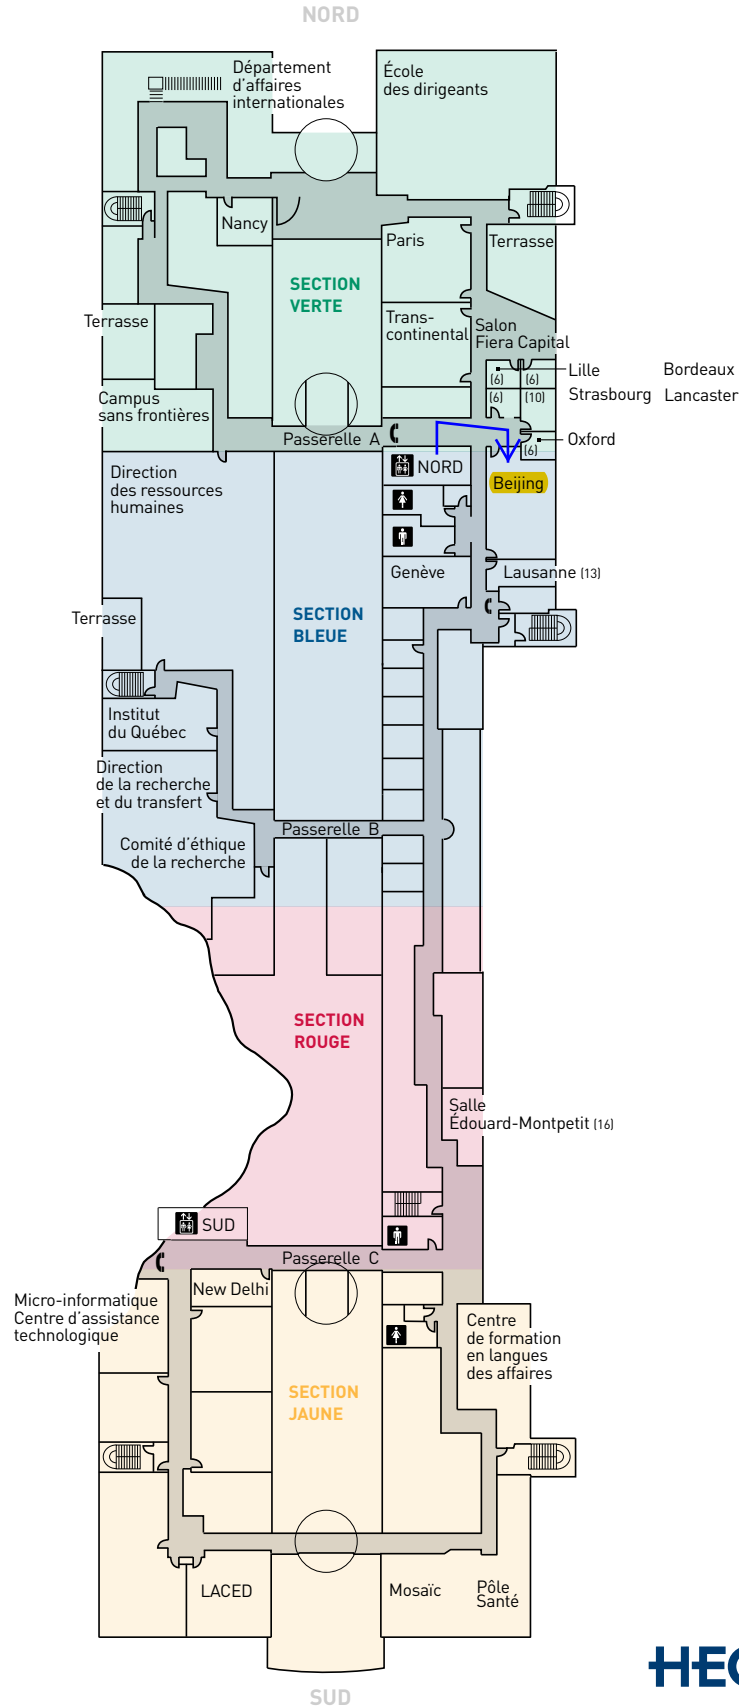 NORD
Département
d'affaires
internationales
École
des dirigeants
Nancy
Paris
Terrasse
SECTION
VERTE
Terrasse
Trans-
continental
Salon
Fiera Capital
Lille
Bordeaux
(6)
(6)
Campus
sans frontières
(6)
(10)
Strasbourg
Lancaster
Passerelle A
Oxford
(6)
Direction
des ressources
humaines
NORD
Beijing
Genève
Lausanne (13)
Terrasse
SECTION
BLEUE
Institut
du Québec
Direction
de la recherche
et du transfert
Passerelle B
Comité d'éthique
de la recherche
SECTION
ROUGE
Salle
Édouard-Montpetit (16)
SUD
Passerelle C
New Delhi
Micro-informatique
Centre d'assistance
technologique
Centre
de formation
en langues
des affaires
SECTION
JAUNE
LACED
Mosaïc
Pôle
Santé
HEC
SUD